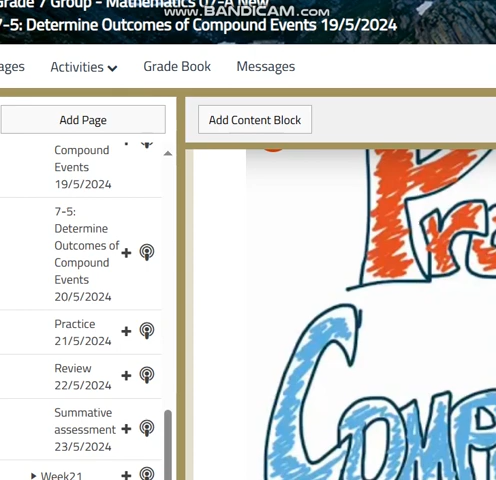 Grade 7 Group - Mathematics 07-A New
www.BANDICAM.com
7-5: Determine Outcomes of Compound Events 19/5/2024
ages
Activities
Grade Book
Messages
Add Page
Add Content Block
Compound
Events
19/5/2024
7-5:
Determine
Outcomes of
Compound
Events
20/5/2024
Practice
21/5/2024
Review
22/5/2024
Summative
assessment
23/5/2024
Week21
Pra
Comp